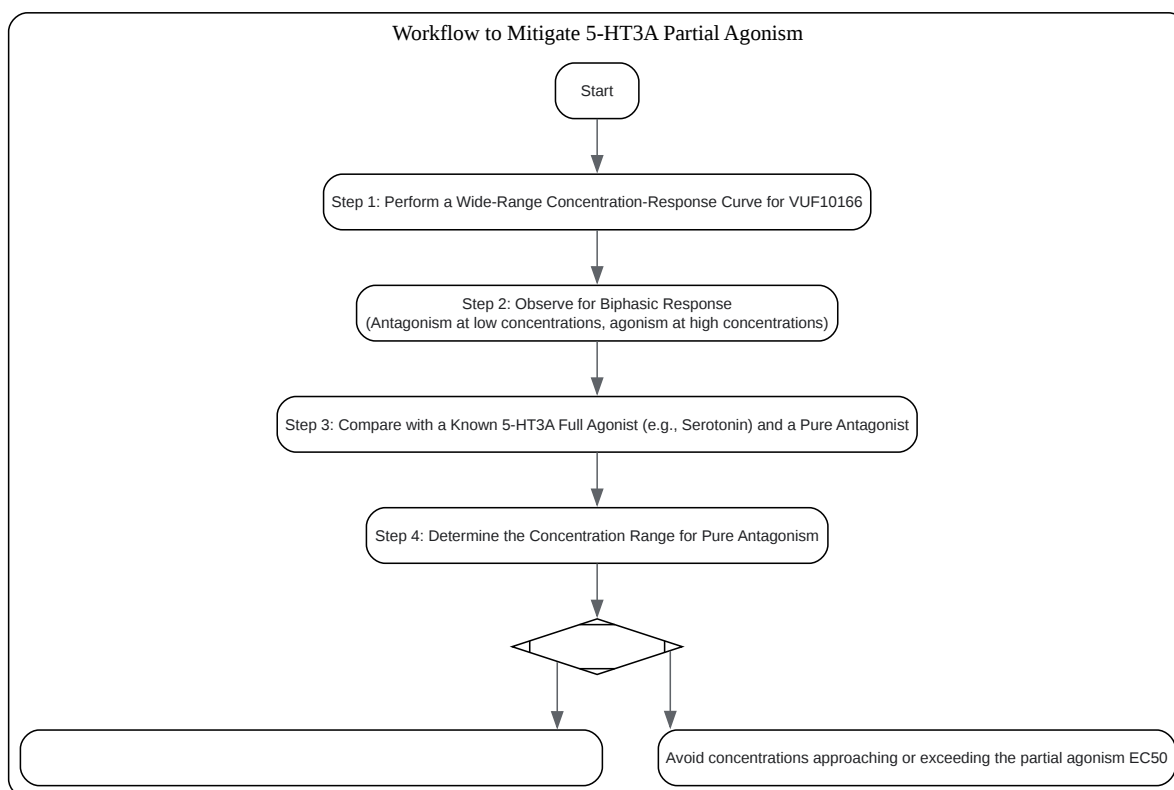 Workflow to Mitigate 5-HT3A Partial Agonism
Start
Step 1: Perform a Wide-Range Concentration-Response Curve for VUF10166
Step 2: Observe for Biphasic Response
(Antagonism at low concentrations, agonism at high concentrations)
Step 3: Compare with a Known 5-HT3A Full Agonist (e.g., Serotonin) and a Pure Antagonist
Step 4: Determine the Concentration Range for Pure Antagonism
Avoid concentrations approaching or exceeding the partial agonism EC50